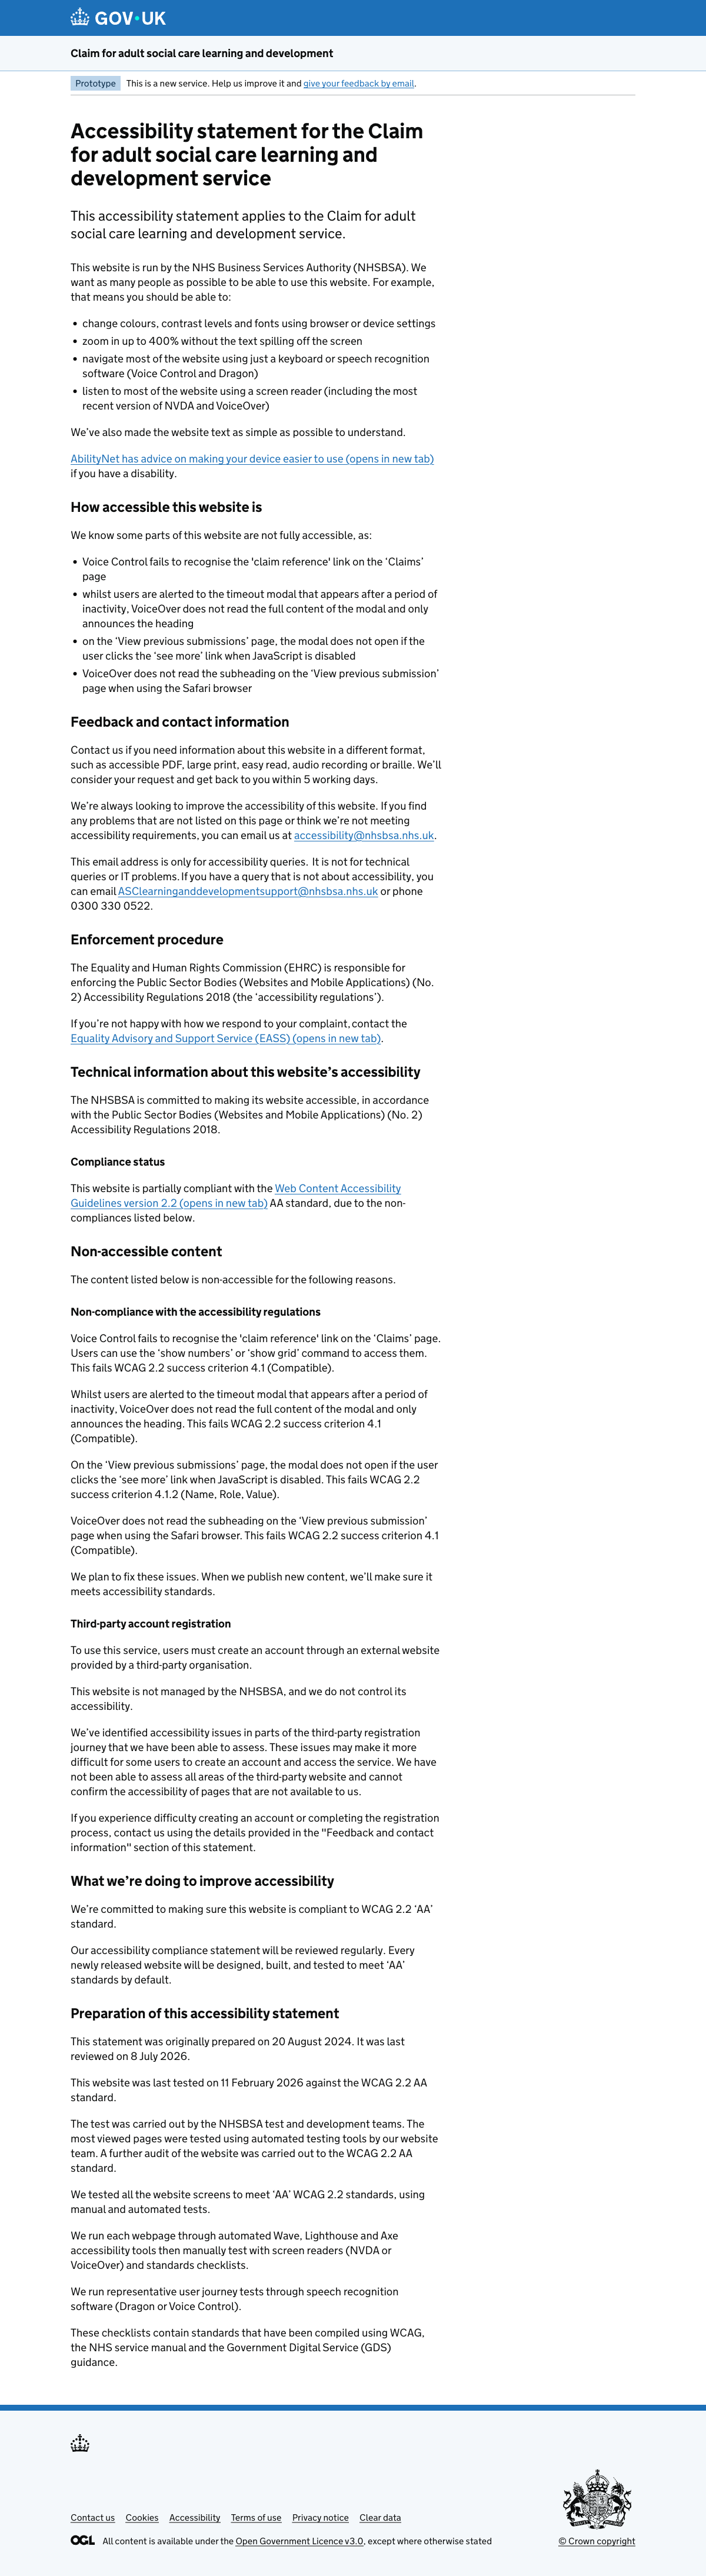 GOV·UK
Claim for adult social care learning and development
Prototype This is a new service. Help us improve it and give your feedback by email.
Accessibility statement for the Claim
for adult social care learning and
development service
This accessibility statement applies to the Claim for adult
social care learning and development service.
This website is run by the NHS Business Services Authority (NHSBSA). We
want as many people as possible to be able to use this website. For example,
that means you should be able to:
• change colours, contrast levels and fonts using browser or device settings
• zoom in up to 400% without the text spilling off the screen
• navigate most of the website using just a keyboard or speech recognition
software (Voice Control and Dragon)
• listen to most of the website using a screen reader (including the most
recent version of NVDA and VoiceOver)
We’ve also made the website text as simple as possible to understand.
AbilityNet has advice on making your device easier to use (opens in new tab)
if you have a disability.
How accessible this website is
We know some parts of this website are not fully accessible, as:
• Voice Control fails to recognise the 'claim reference' link on the ‘Claims’
page
• whilst users are alerted to the timeout modal that appears after a period of
inactivity, VoiceOver does not read the full content of the modal and only
announces the heading
• on the ‘View previous submissions’ page, the modal does not open if the
user clicks the ‘see more’ link when JavaScript is disabled
• VoiceOver does not read the subheading on the ‘View previous submission’
page when using the Safari browser
Feedback and contact information
Contact us if you need information about this website in a different format,
such as accessible PDF, large print, easy read, audio recording or braille. We’ll
consider your request and get back to you within 5 working days.
We’re always looking to improve the accessibility of this website. If you find
any problems that are not listed on this page or think we’re not meeting
accessibility requirements, you can email us at accessibility@nhsbsa.nhs.uk.
This email address is only for accessibility queries. It is not for technical
queries or IT problems. If you have a query that is not about accessibility, you
can email ASClearninganddevelopmentsupport@nhsbsa.nhs.uk or phone
0300 330 0522.
Enforcement procedure
The Equality and Human Rights Commission (EHRC) is responsible for
enforcing the Public Sector Bodies (Websites and Mobile Applications) (No.
2) Accessibility Regulations 2018 (the ‘accessibility regulations’).
If you’re not happy with how we respond to your complaint, contact the
Equality Advisory and Support Service (EASS) (opens in new tab).
Technical information about this website’s accessibility
The NHSBSA is committed to making its website accessible, in accordance
with the Public Sector Bodies (Websites and Mobile Applications) (No. 2)
Accessibility Regulations 2018.
Compliance status
This website is partially compliant with the Web Content Accessibility
Guidelines version 2.2 (opens in new tab) AA standard, due to the non-
compliances listed below.
Non-accessible content
The content listed below is non-accessible for the following reasons.
Non-compliance with the accessibility regulations
Voice Control fails to recognise the 'claim reference' link on the ‘Claims’ page.
Users can use the ‘show numbers’ or ‘show grid’ command to access them.
This fails WCAG 2.2 success criterion 4.1 (Compatible).
Whilst users are alerted to the timeout modal that appears after a period of
inactivity, VoiceOver does not read the full content of the modal and only
announces the heading. This fails WCAG 2.2 success criterion 4.1
(Compatible).
On the ‘View previous submissions’ page, the modal does not open if the user
clicks the ‘see more’ link when JavaScript is disabled. This fails WCAG 2.2
success criterion 4.1.2 (Name, Role, Value).
VoiceOver does not read the subheading on the ‘View previous submission’
page when using the Safari browser. This fails WCAG 2.2 success criterion 4.1
(Compatible).
We plan to fix these issues. When we publish new content, we’ll make sure it
meets accessibility standards.
Third-party account registration
To use this service, users must create an account through an external website
provided by a third-party organisation.
This website is not managed by the NHSBSA, and we do not control its
accessibility.
We’ve identified accessibility issues in parts of the third-party registration
journey that we have been able to assess. These issues may make it more
difficult for some users to create an account and access the service. We have
not been able to assess all areas of the third-party website and cannot
confirm the accessibility of pages that are not available to us.
If you experience difficulty creating an account or completing the registration
process, contact us using the details provided in the "Feedback and contact
information" section of this statement.
What we’re doing to improve accessibility
We’re committed to making sure this website is compliant to WCAG 2.2 ‘AA’
standard.
Our accessibility compliance statement will be reviewed regularly. Every
newly released website will be designed, built, and tested to meet ‘AA’
standards by default.
Preparation of this accessibility statement
This statement was originally prepared on 20 August 2024. It was last
reviewed on 8 July 2026.
This website was last tested on 11 February 2026 against the WCAG 2.2 AA
standard.
The test was carried out by the NHSBSA test and development teams. The
most viewed pages were tested using automated testing tools by our website
team. A further audit of the website was carried out to the WCAG 2.2 AA
standard.
We tested all the website screens to meet ‘AA’ WCAG 2.2 standards, using
manual and automated tests.
We run each webpage through automated Wave, Lighthouse and Axe
accessibility tools then manually test with screen readers (NVDA or
VoiceOver) and standards checklists.
We run representative user journey tests through speech recognition
software (Dragon or Voice Control).
These checklists contain standards that have been compiled using WCAG,
the NHS service manual and the Government Digital Service (GDS)
guidance.
Contact us Cookies Accessibility Terms of use Privacy notice Clear data
OGL All content is available under the Open Government Licence v3.0, except where otherwise stated
© Crown copyright